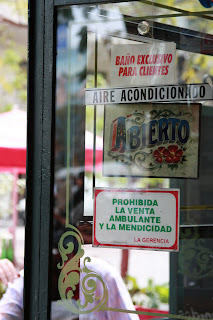 BAÑO EXCLUSIVO
PARA CLIENTES
AIRE ACONDICIONADO
ABIERTO
PROHIBIDA
LA VENTA
AMBULANTE
Y LA MENDICIDAD
LA GERENCIA